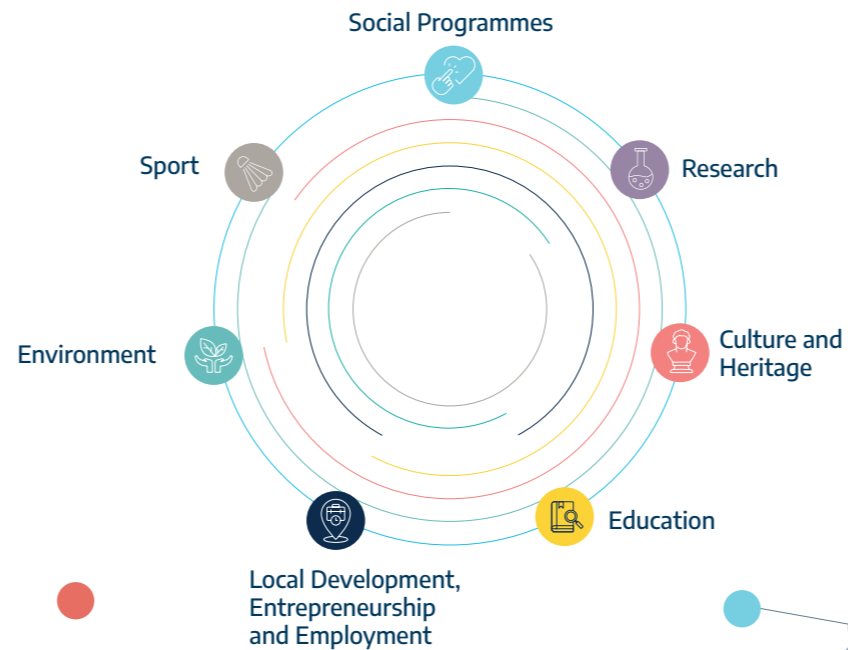 Social Programmes
Sport
Research
Environment
Culture and
Heritage
Education
Local Development,
Entrepreneurship
and Employment